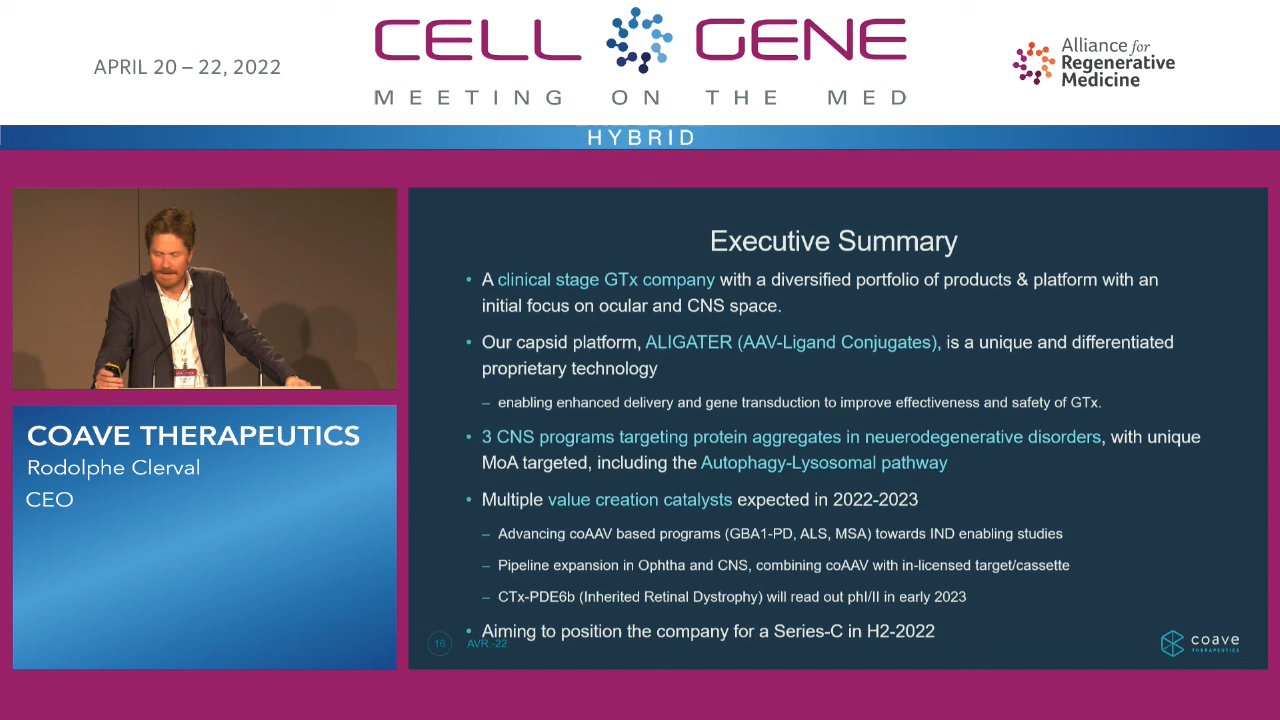 APRIL 20 – 22, 2022
CELL GENE
MEETING ON THE MED
Alliance for
Regenerative
Medicine
HYBRID
COAVE THERAPEUTICS
Rodolphe Clerval
CEO
Executive Summary
• A clinical stage GTx company with a diversified portfolio of products & platform with an
initial focus on ocular and CNS space.
• Our capsid platform, ALIGATER (AAV-Ligand Conjugates), is a unique and differentiated
proprietary technology
– enabling enhanced delivery and gene transduction to improve effectiveness and safety of GTx.
• 3 CNS programs targeting protein aggregates in neuerodegenerative disorders, with unique
MoA targeted, including the Autophagy-Lysosomal pathway
• Multiple value creation catalysts expected in 2022-2023
– Advancing coAAV based programs (GBA1-PD, ALS, MSA) towards IND enabling studies
– Pipeline expansion in Ophtha and CNS, combining coAAV with in-licensed target/cassette
– CTx-PDE6b (Inherited Retinal Dystrophy) will read out phI/II in early 2023
• Aiming to position the company for a Series-C in H2-2022
16 AVR.-22
coave
THERAPEUTICS